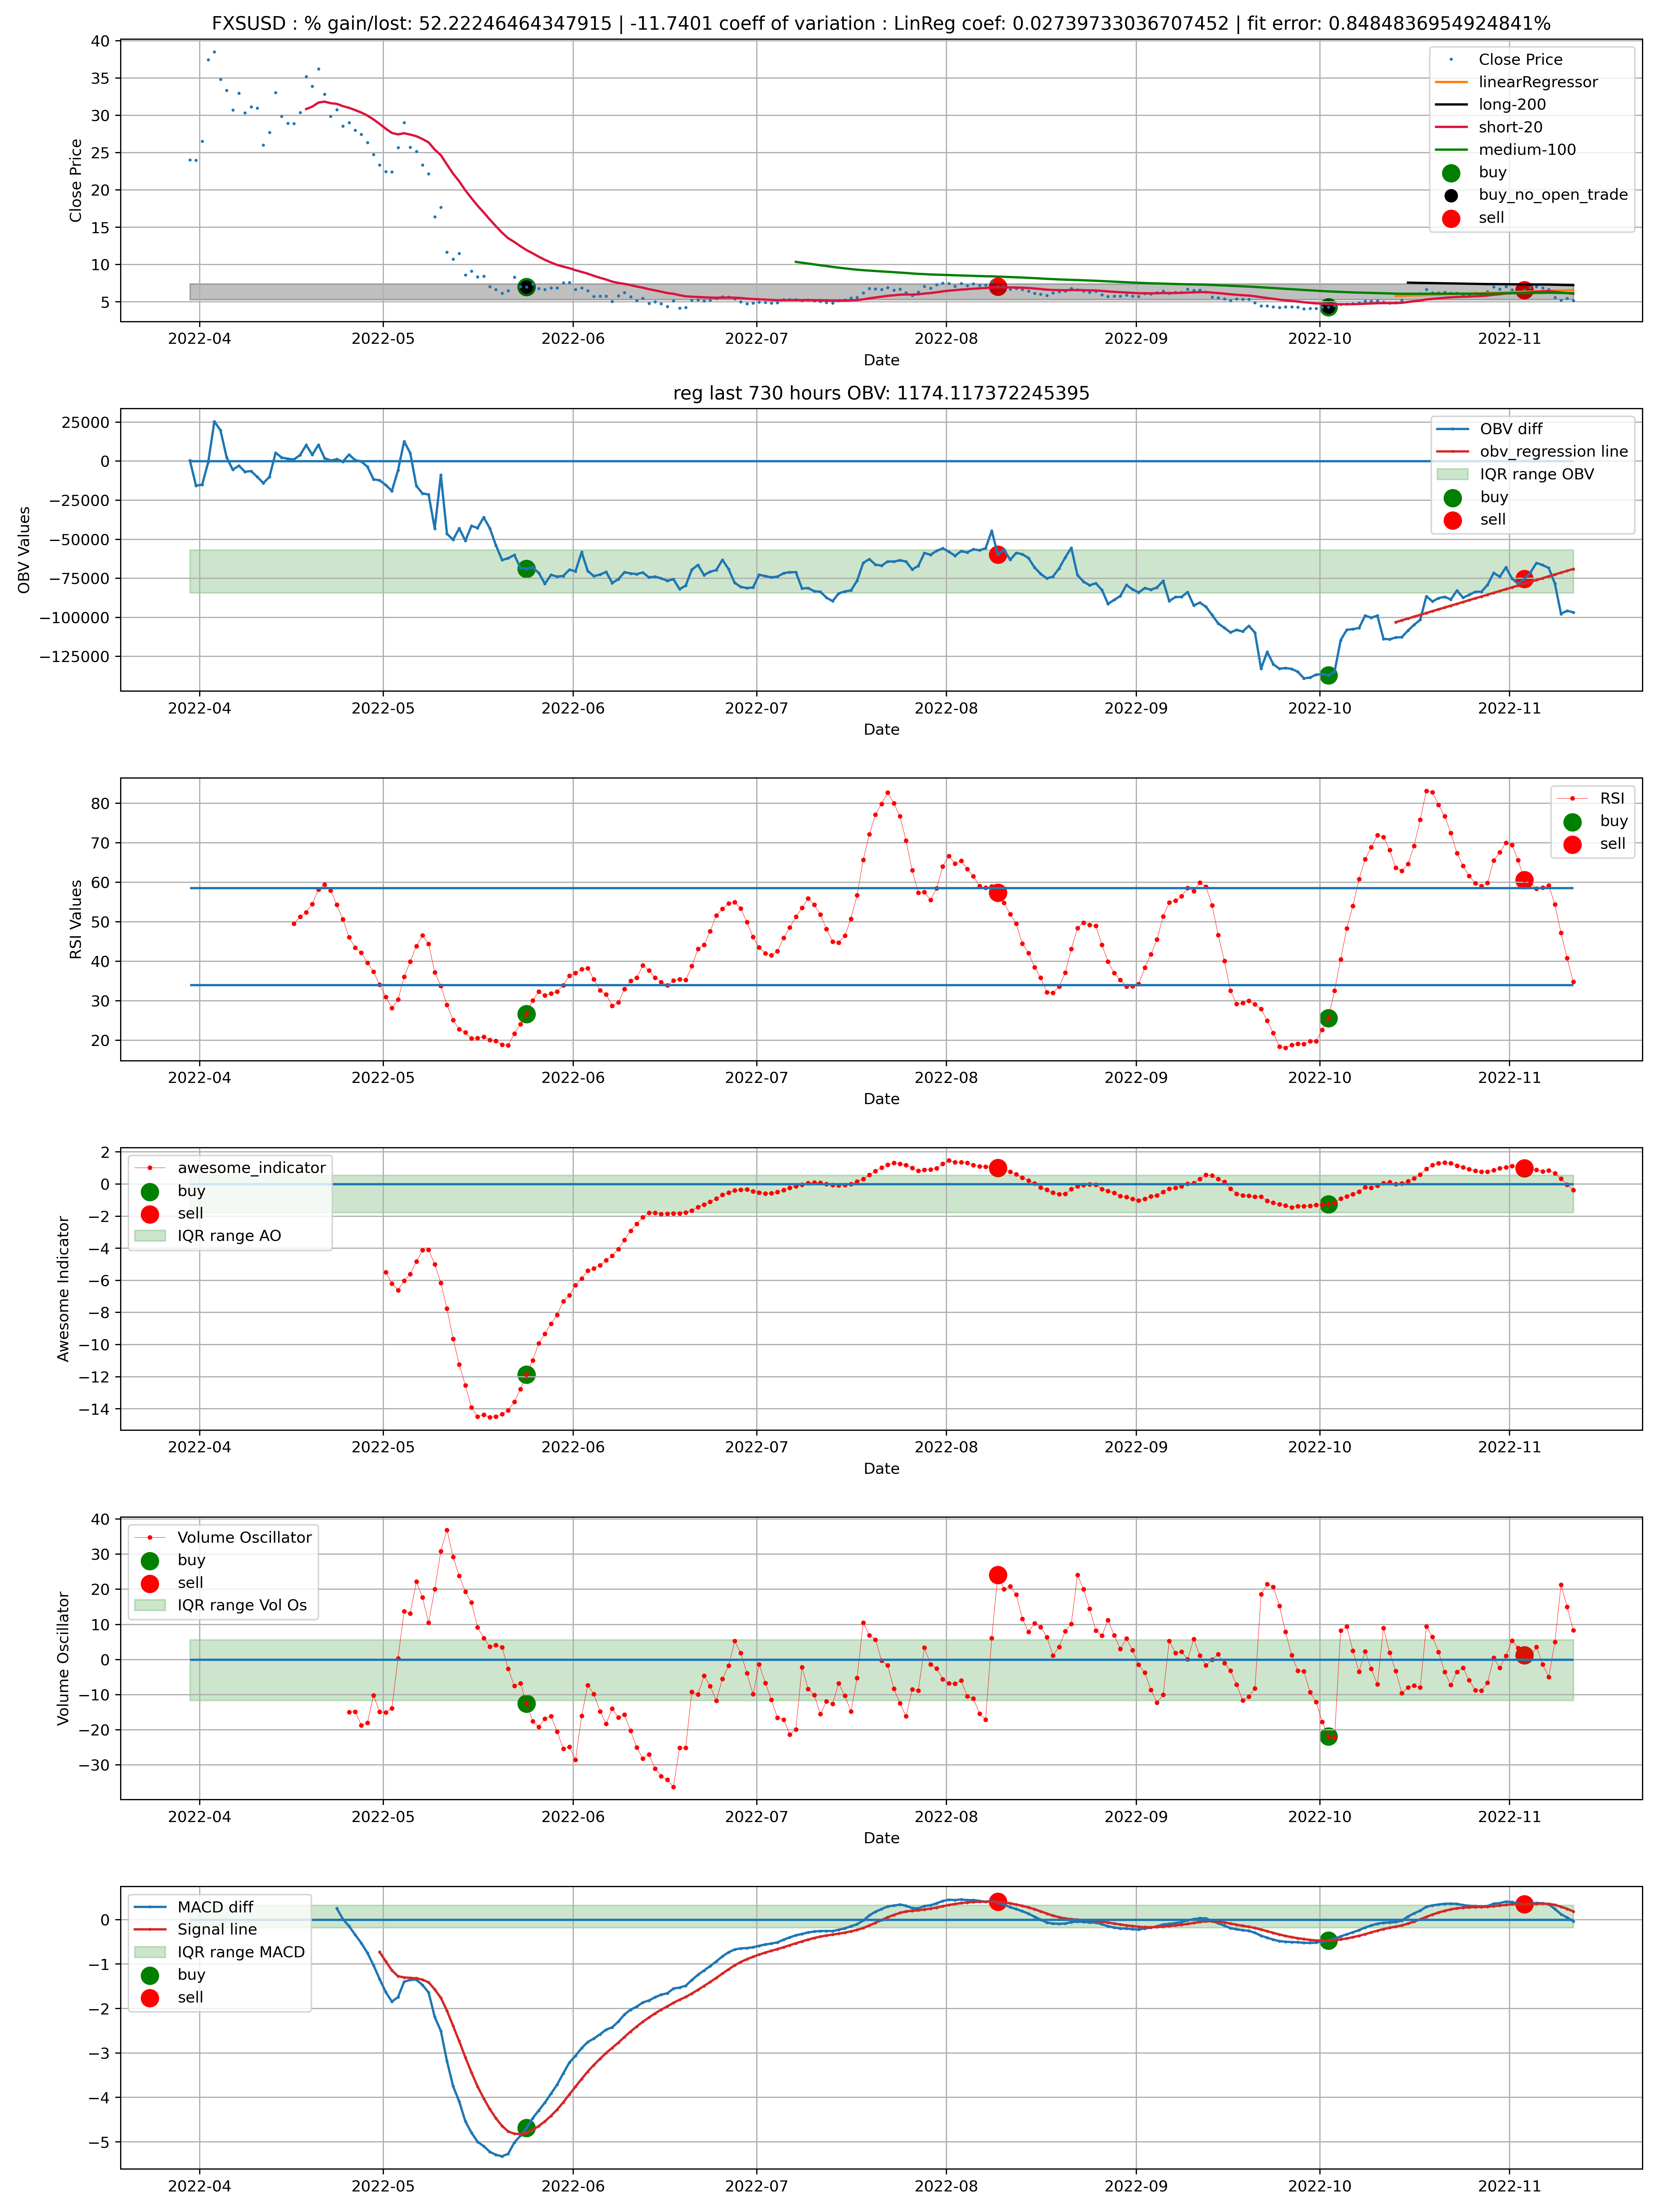 FXSUSD : % gain/lost: 52.22246464347915 | -11.7401 coeff of variation : LinReg coef: 0.02739733036707452 | fit error: 0.8484836954924841%
Close Price
40
35
30
25
20
15
10
5
Close Price
linearRegressor
long-200
short-20
medium-100
buy
buy_no_open_trade
sell
2022-04 2022-05 2022-06 2022-07 2022-08 2022-09 2022-10 2022-11
Date
reg last 730 hours OBV: 1174.117372245395
OBV Values
25000
0
−25000
−50000
−75000
−100000
−125000
OBV diff
obv_regression line
IQR range OBV
buy
sell
2022-04 2022-05 2022-06 2022-07 2022-08 2022-09 2022-10 2022-11
Date
RSI Values
80
70
60
50
40
30
20
RSI
buy
sell
2022-04 2022-05 2022-06 2022-07 2022-08 2022-09 2022-10 2022-11
Date
Awesome Indicator
2
0
−2
−4
−6
−8
−10
−12
−14
awesome_indicator
buy
sell
IQR range AO
2022-04 2022-05 2022-06 2022-07 2022-08 2022-09 2022-10 2022-11
Date
Volume Oscillator
40
30
20
10
0
−10
−20
−30
Volume Oscillator
buy
sell
IQR range Vol Os
2022-04 2022-05 2022-06 2022-07 2022-08 2022-09 2022-10 2022-11
Date
0
−1
−2
−3
−4
−5
MACD diff
Signal line
IQR range MACD
buy
sell
2022-04 2022-05 2022-06 2022-07 2022-08 2022-09 2022-10 2022-11